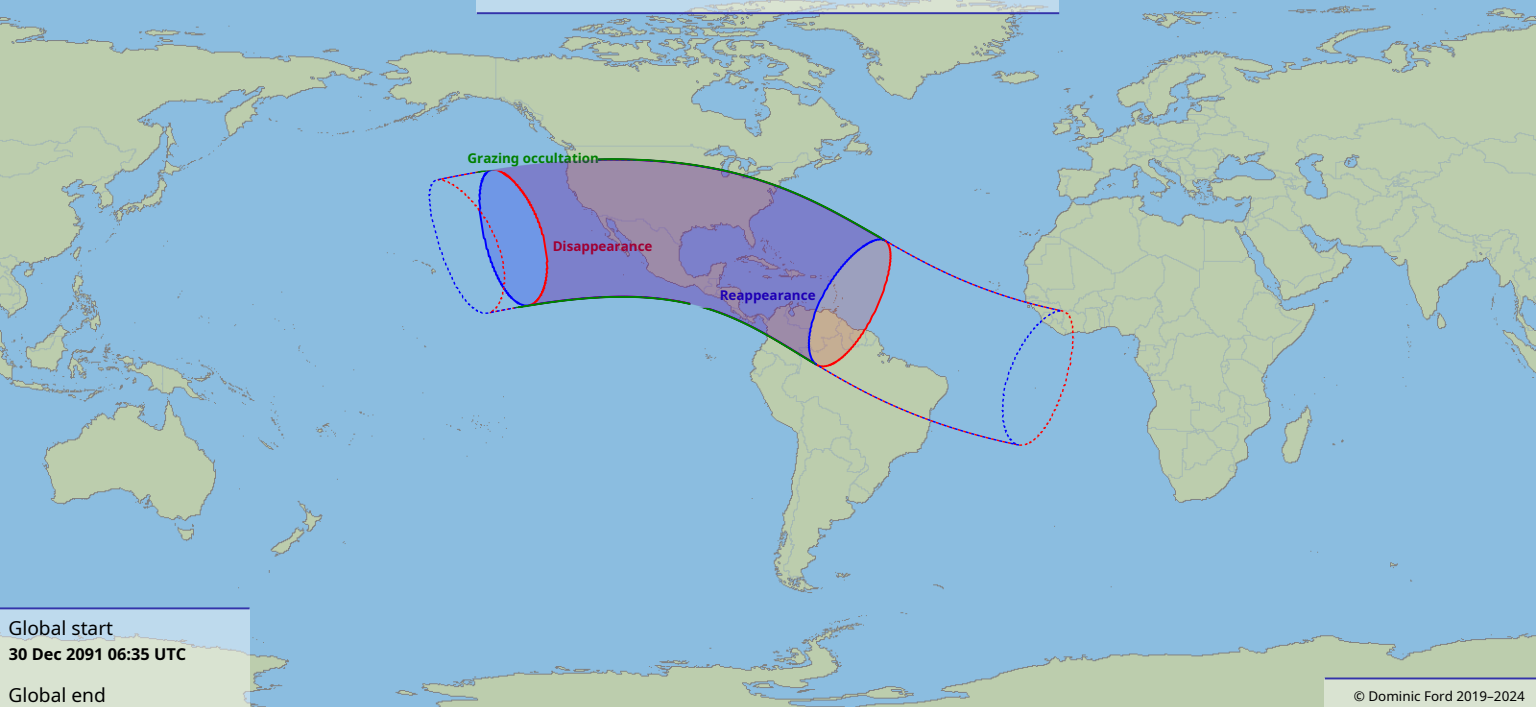 Grazing occultation
Disappearance
Reappearance
Global start
30 Dec 2091 06:35 UTC
Global end
© Dominic Ford 2019–2024